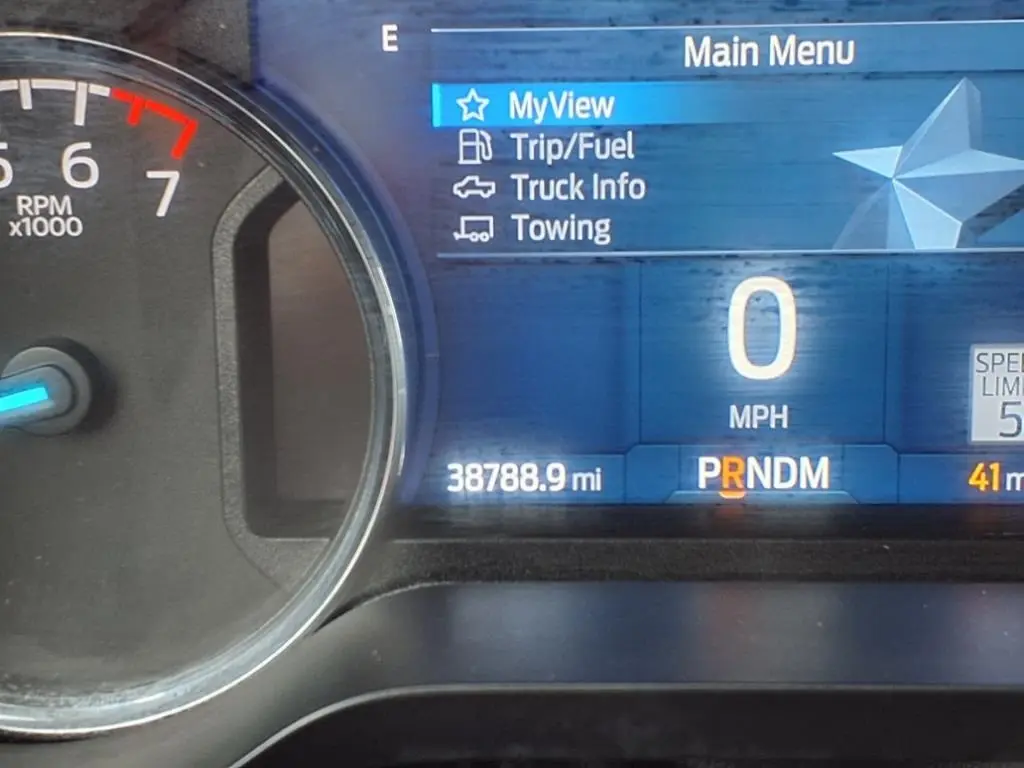 E
Main Menu
MyView
Trip/Fuel
Truck Info
Towing
6
7
RPM
x1000
0
MPH
38788.9 mi
PRNDM
41